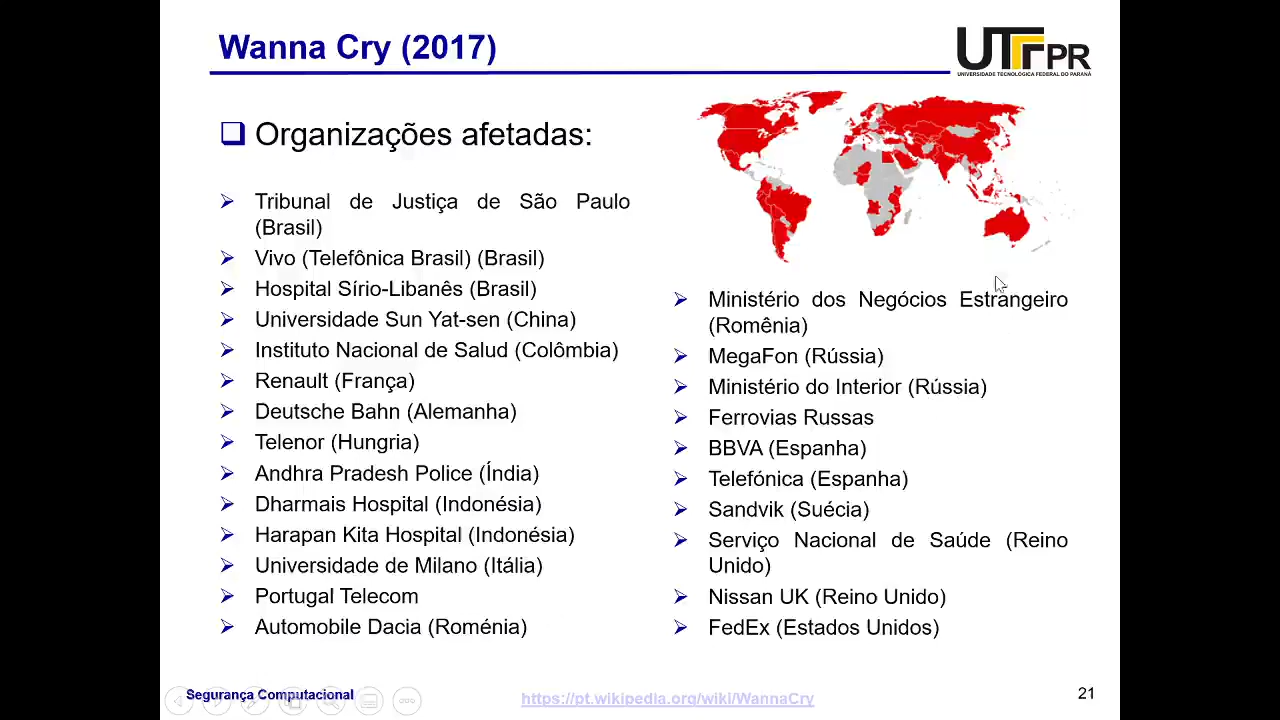 Wanna Cry (2017)
UTFPR
UNIVERSIDADE TECNOLÓGICA FEDERAL DO PARANÁ
Organizações afetadas:
Tribunal de Justiça de São Paulo
(Brasil)
Vivo (Telefônica Brasil) (Brasil)
Hospital Sírio-Libanês (Brasil)
Universidade Sun Yat-sen (China)
Instituto Nacional de Salud (Colômbia)
Renault (França)
Deutsche Bahn (Alemanha)
Telenor (Hungria)
Andhra Pradesh Police (Índia)
Dharmais Hospital (Indonésia)
Harapan Kita Hospital (Indonésia)
Universidade de Milano (Itália)
Portugal Telecom
Automobile Dacia (Roménia)
Ministério dos Negócios Estrangeiro
(Romênia)
MegaFon (Rússia)
Ministério do Interior (Rússia)
Ferrovias Russas
BBVA (Espanha)
Telefónica (Espanha)
Sandvik (Suécia)
Serviço Nacional de Saúde (Reino
Unido)
Nissan UK (Reino Unido)
FedEx (Estados Unidos)
Segurança Computacional
https://pt.wikipedia.org/wiki/WannaCry
21